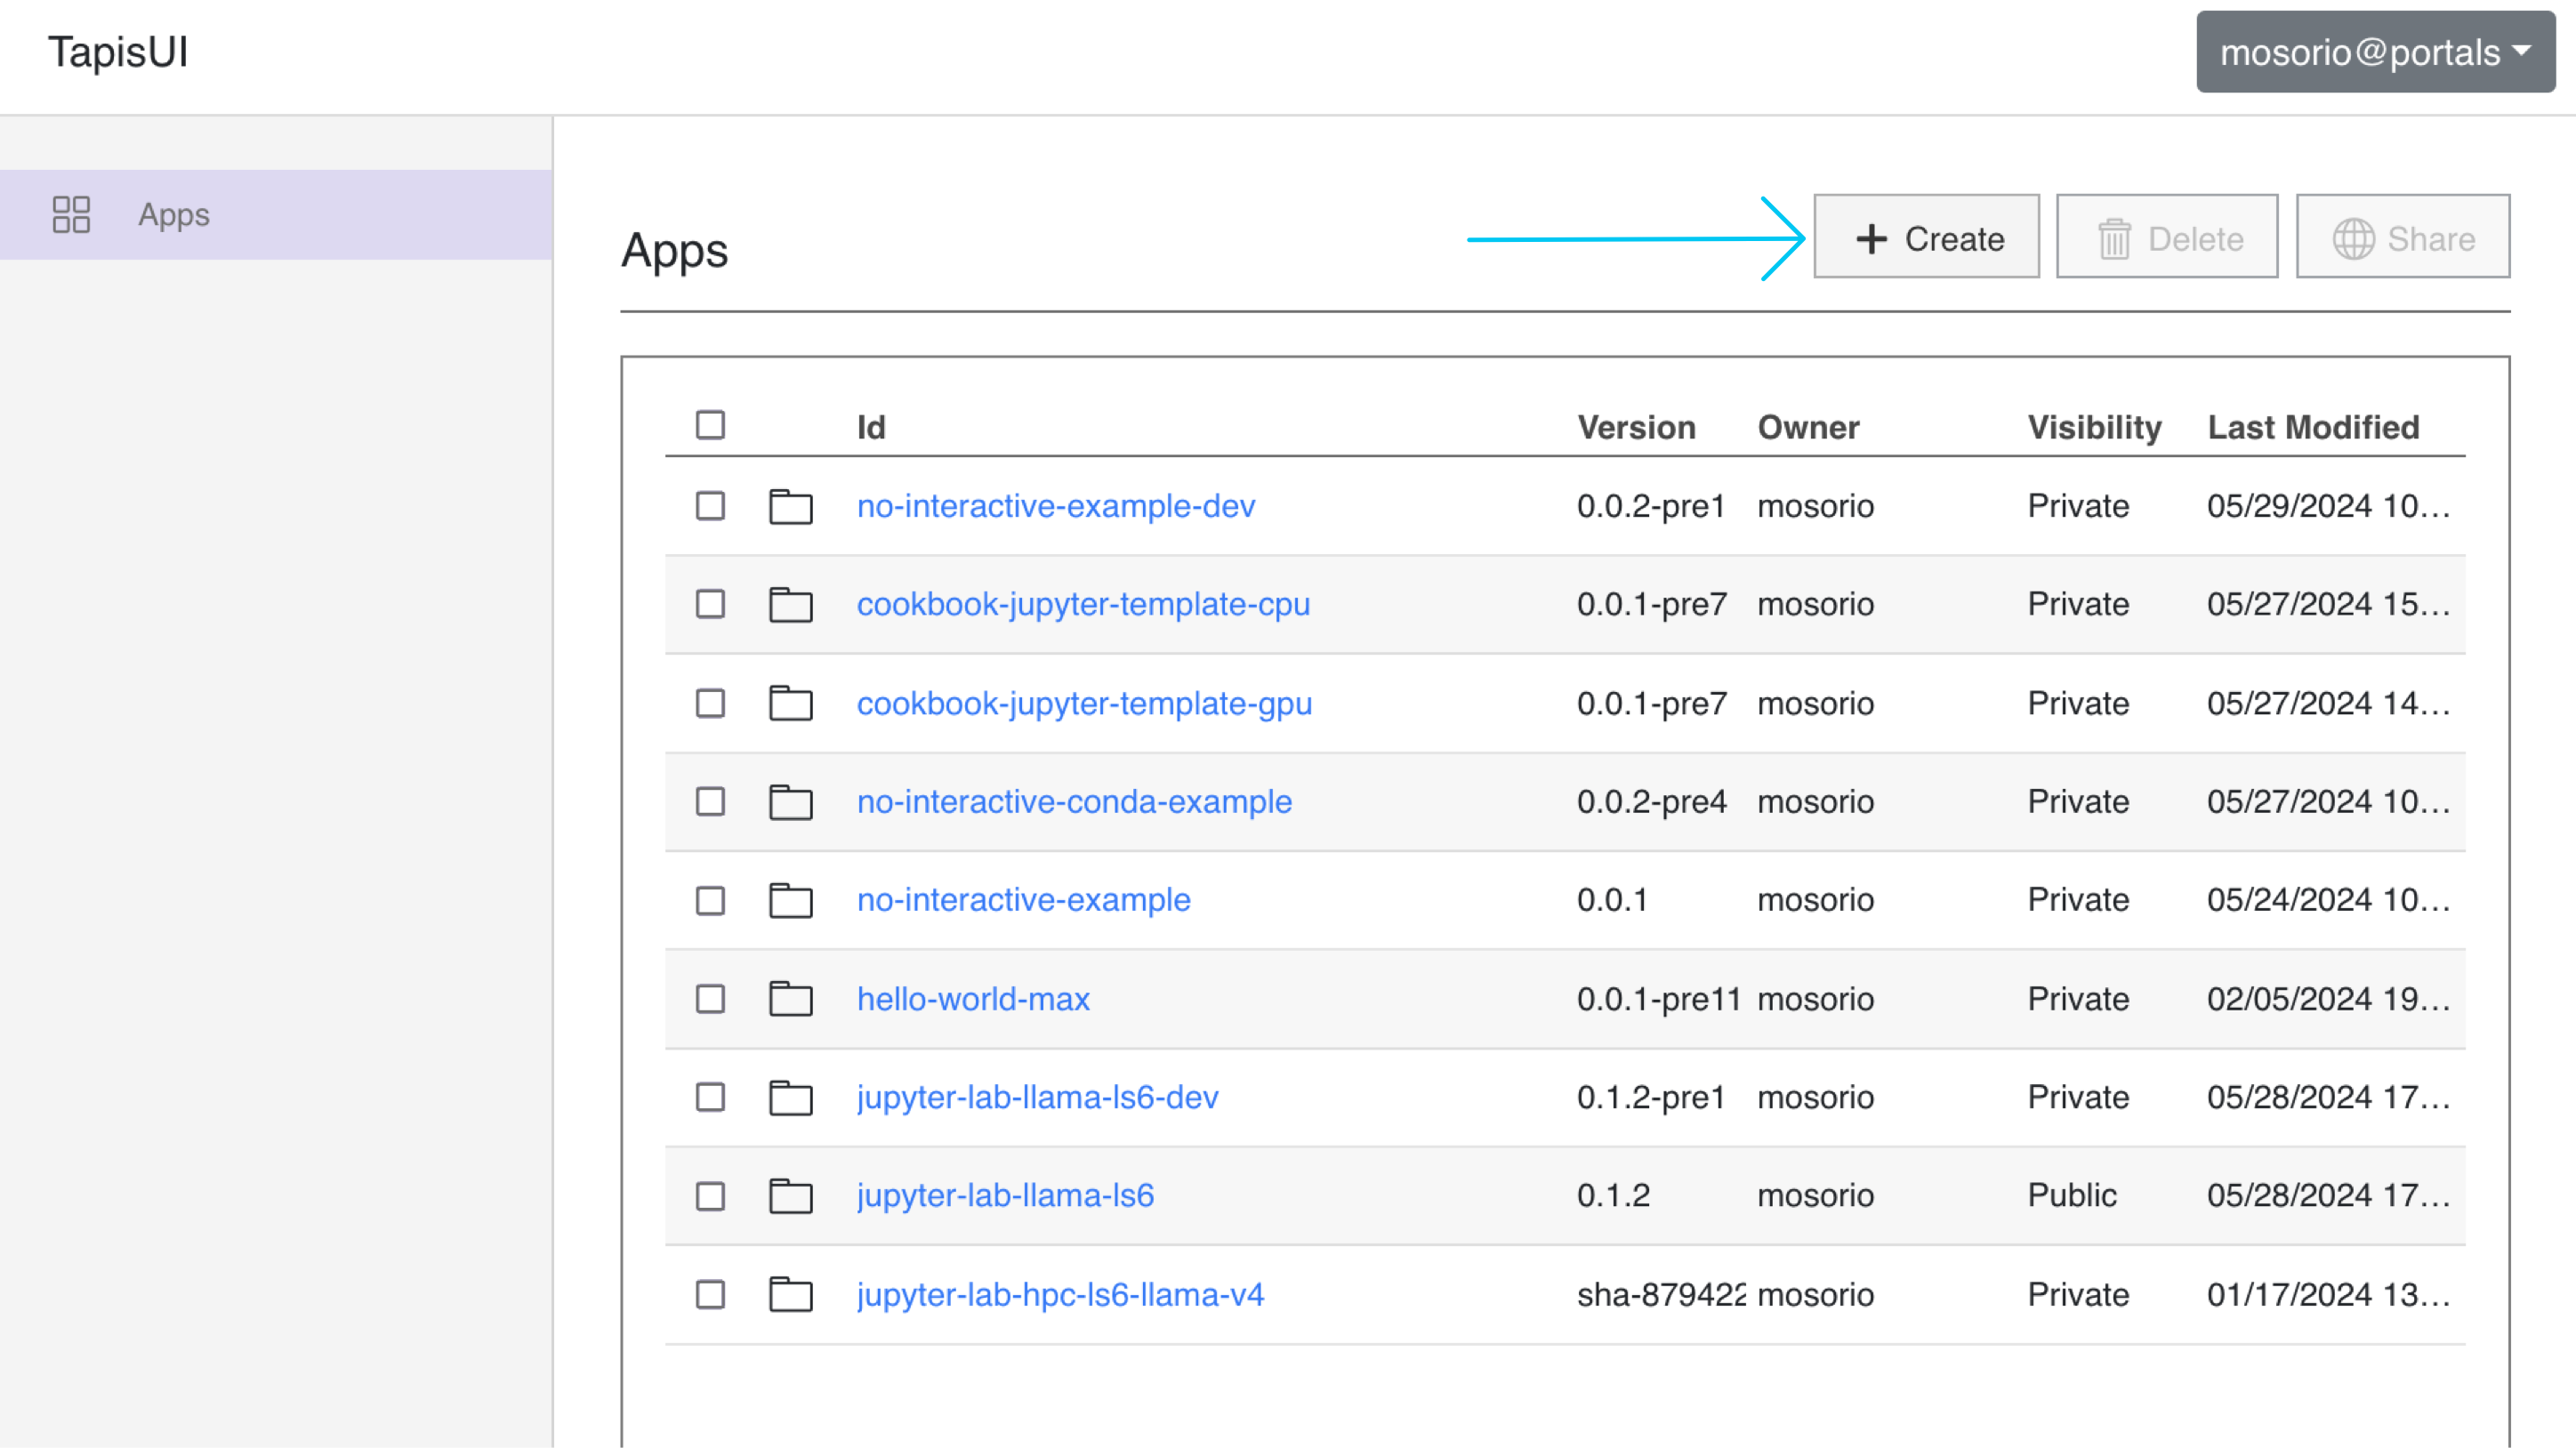 TapisUI mosorio@portals
Apps
Apps Create Delete Share
Id Version Owner Visibility Last Modified
no-interactive-example-dev 0.0.2-pre1 mosorio Private 05/29/2024 10...
cookbook-jupyter-template-cpu 0.0.1-pre7 mosorio Private 05/27/2024 15...
cookbook-jupyter-template-gpu 0.0.1-pre7 mosorio Private 05/27/2024 14...
no-interactive-conda-example 0.0.2-pre4 mosorio Private 05/27/2024 10...
no-interactive-example 0.0.1 mosorio Private 05/24/2024 10...
hello-world-max 0.0.1-pre11 mosorio Private 02/05/2024 19...
jupyter-lab-llama-ls6-dev 0.1.2-pre1 mosorio Private 05/28/2024 17...
jupyter-lab-llama-ls6 0.1.2 mosorio Public 05/28/2024 17...
jupyter-lab-hpc-ls6-llama-v4 sha-879422 mosorio Private 01/17/2024 13...